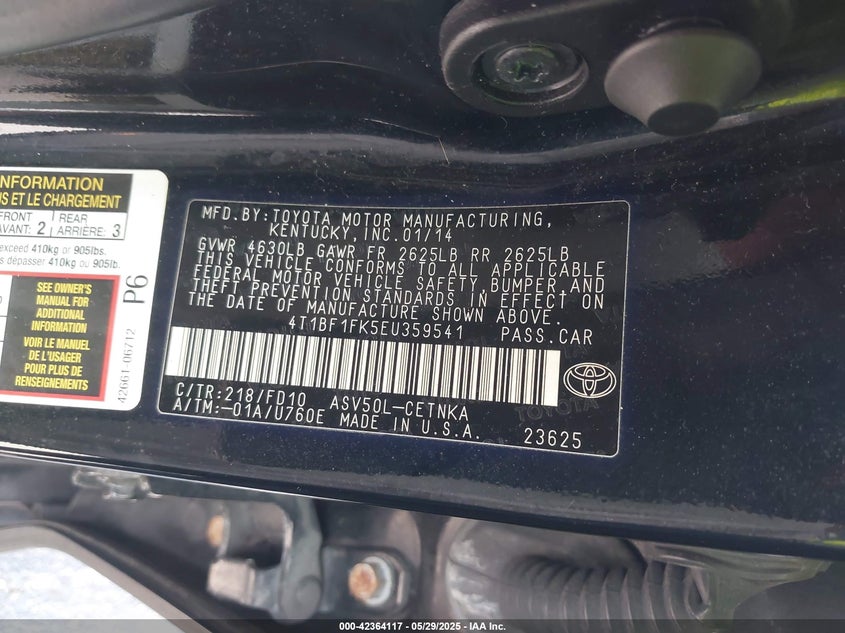 INFORMATION
NS ET LE CHARGEMENT
FRONT
AVANT: 2
REAR
ARRIÈRE: 3
exceed 410kg or 905lbs.
s dépasser 410kg ou 905lb.
SEE OWNER'S
MANUAL FOR
ADDITIONAL
INFORMATION
VOIR LE MANUEL
DE L'USAGER
POUR PLUS DE
RENSEIGNEMENTS
P6
42661-06712
MFD.BY:TOYOTA MOTOR MANUFACTURING,
KENTUCKY, INC.01/14
GVWR 4630LB GAWR FR 2625LB RR 2625LB
THIS VEHICLE CONFORMS TO ALL APPLICABLE
FEDERAL MOTOR VEHICLE SAFETY, BUMPER, AND
THEFT PREVENTION STANDARDS IN EFFECT ON
THE DATE OF MANUFACTURE SHOWN ABOVE.
4T1BF1FK5EU359541 PASS.CAR
C/TR:218/FD10 ASV50L-CETNKA
A/TM:-01A/U760E MADE IN U.S.A.
23625
TOYOTA
000-42364117 - 05/29/2025 - IAA Inc.